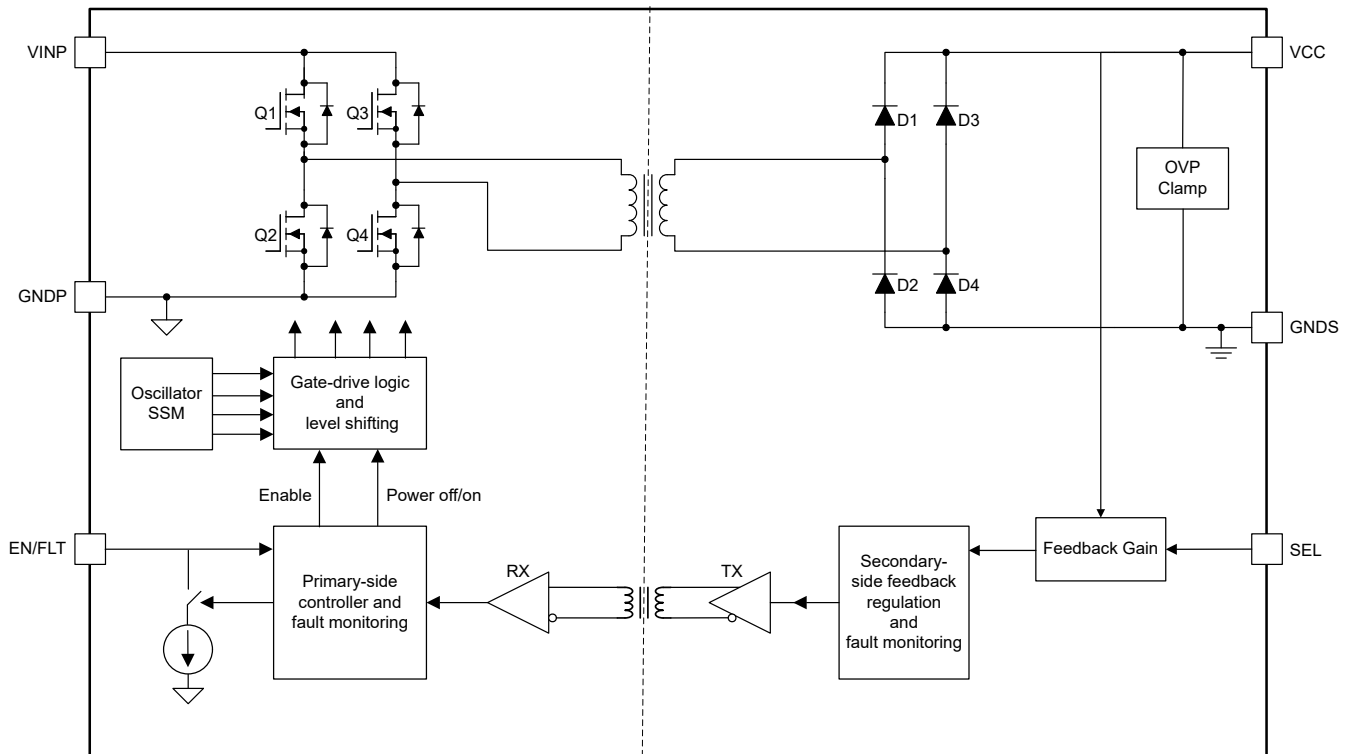 VINP
VCC
Q1
Q3
D1
D3
OVP
Clamp
Q2
Q4
D2
D4
GNDP
GNDS
Oscillator
SSM
Gate-drive logic
and
level shifting
Enable
Power off/on
EN/FLT
SEL
Primary-side
controller and
fault monitoring
RX
TX
Secondary-
side feedback
regulation
and
fault monitoring
Feedback Gain